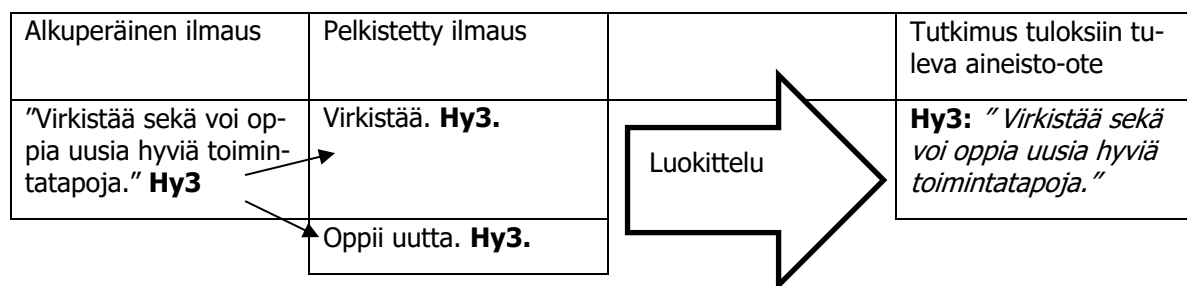 Alkuperäinen ilmaus
Pelkistetty ilmaus
Tutkimus tuloksiin tu-
leva aineisto-ote
”Virkistää sekä voi op-
pia uusia hyviä toimin-
tatapoja.” Hy3
Virkistää. Hy3.
Oppii uutta. Hy3.
Luokittelu
Hy3: ”Virkistää sekä
voi oppia uusia hyviä
toimintatapoja.”